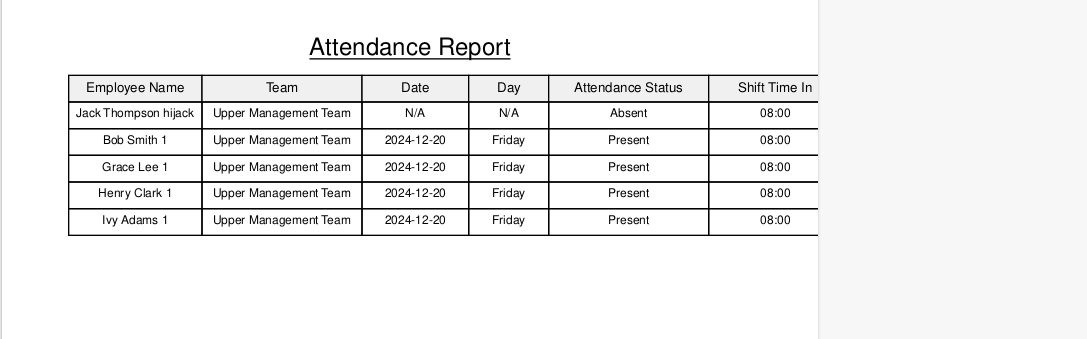 Attendance Report
Employee Name Team Date Day Attendance Status Shift Time In
Jack Thompson hijack Upper Management Team N/A N/A Absent 08:00
Bob Smith 1 Upper Management Team 2024-12-20 Friday Present 08:00
Grace Lee 1 Upper Management Team 2024-12-20 Friday Present 08:00
Henry Clark 1 Upper Management Team 2024-12-20 Friday Present 08:00
Ivy Adams 1 Upper Management Team 2024-12-20 Friday Present 08:00